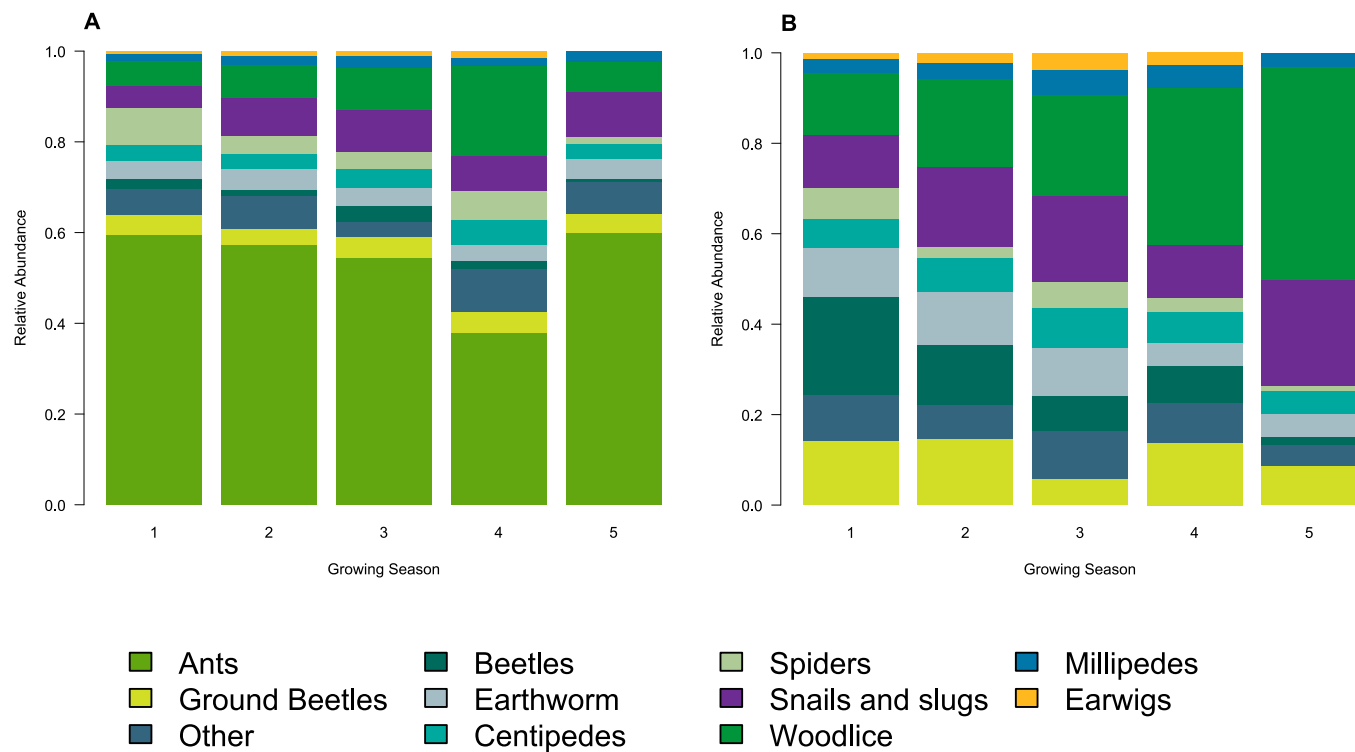 A
Relative Abundance
1.0
0.8
0.6
0.4
0.2
0.0
1 2 3 4 5
Growing Season
B
Relative Abundance
1.0
0.8
0.6
0.4
0.2
0.0
1 2 3 4 5
Growing Season
Ants Beetles Spiders Millipedes
Ground Beetles Earthworm Snails and slugs Earwigs
Other Centipedes Woodlice